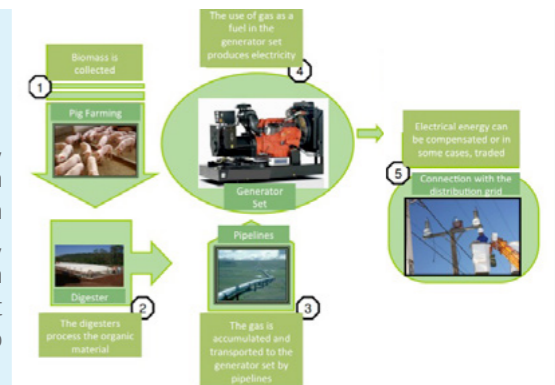 1
Biomass is
collected
Pig Farming
Digester
2
The digesters
process the organic
material
Pipelines
3
The gas is
accumulated and
transported to the
generator set by
pipelines
The use of gas as a
fuel in the
generator set
produces electricity
4
Generator
Set
Electrical energy can
be compensated or in
some cases, traded
5
Connection with the
distribution grid